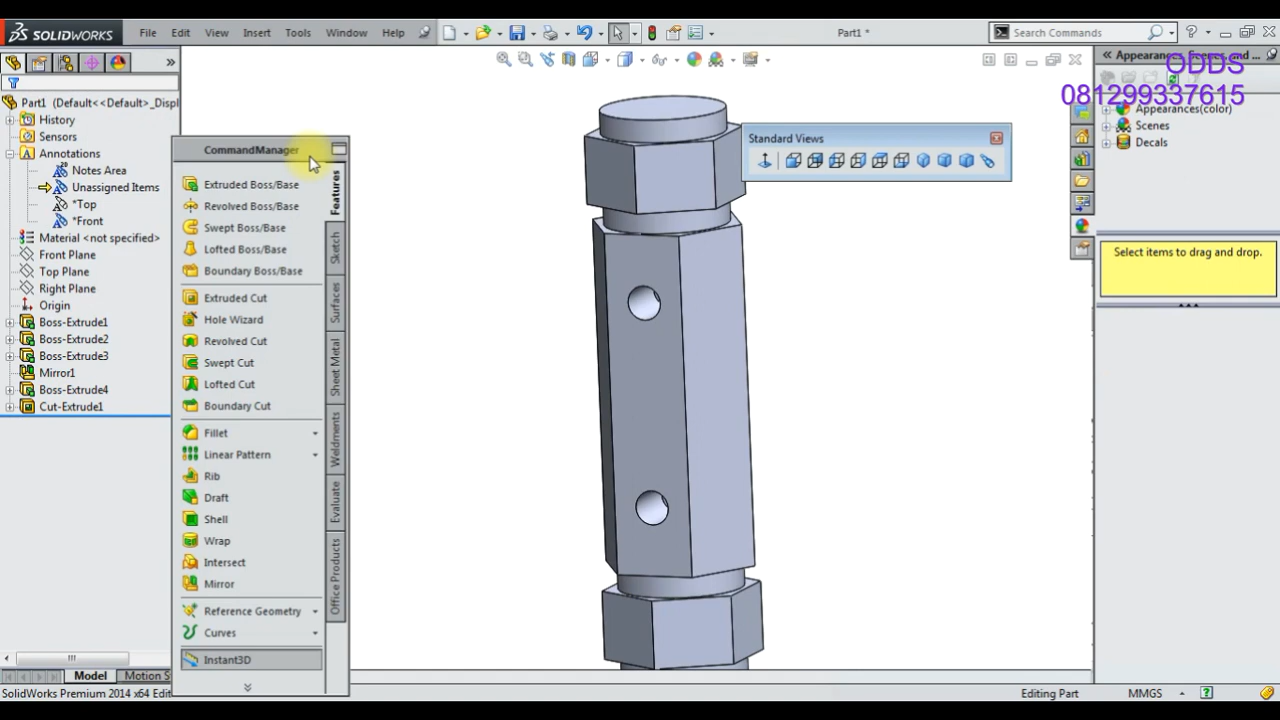 SOLIDWORKS File Edit View Insert Tools Window Help Part1 * Search Commands
Appearances, Scenes, and ...
ODDS
081299337615
Part1 (Default<<Default>_Displ
History
Sensors
Annotations
Notes Area
Unassigned Items
*Top
*Front
Material <not specified>
Front Plane
Top Plane
Right Plane
Origin
Boss-Extrude1
Boss-Extrude2
Boss-Extrude3
Mirror1
Boss-Extrude4
Cut-Extrude1
CommandManager
Extruded Boss/Base
Revolved Boss/Base
Swept Boss/Base
Lofted Boss/Base
Boundary Boss/Base
Extruded Cut
Hole Wizard
Revolved Cut
Swept Cut
Lofted Cut
Boundary Cut
Fillet
Linear Pattern
Rib
Draft
Shell
Wrap
Intersect
Mirror
Reference Geometry
Curves
Instant3D
Features
Sketch
Surfaces
Sheet Metal
Weldments
Evaluate
Office Products
Standard Views
Appearances(color)
Scenes
Decals
Select items to drag and drop.
Model Motion S
SolidWorks Premium 2014 x64 Edit
Editing Part MMGS